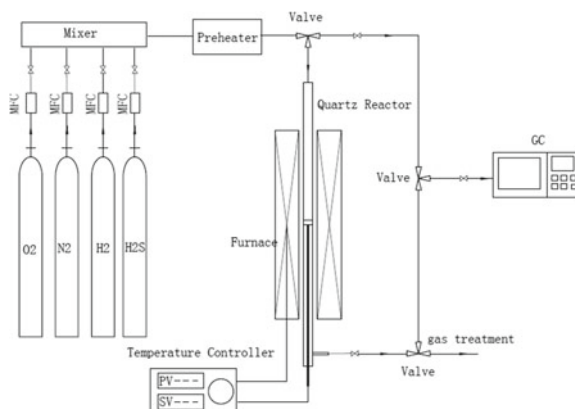 Valve
Mixer
Preheater
MFC
MFC
MFC
MFC
Quartz Reactor
GC
Valve
O2
N2
H2
H2S
Furnace
gas treatment
Temperature Controller
Valve
PV---
SV---